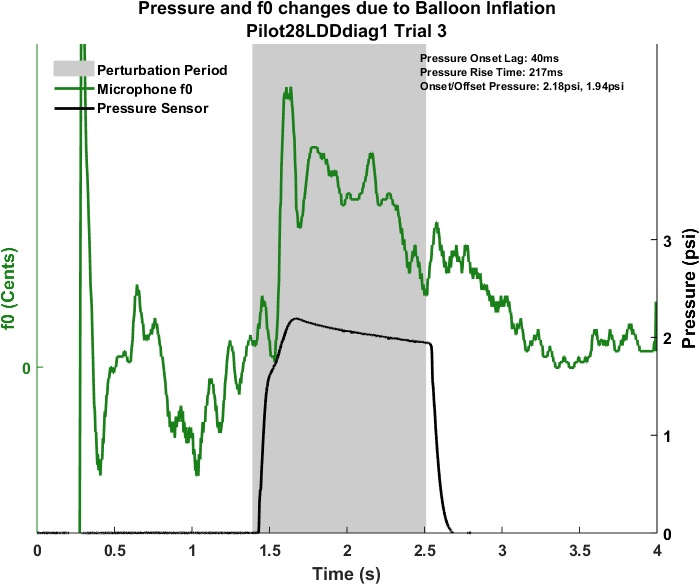 Pressure and f0 changes due to Balloon Inflation
Pilot28LDDdiag1 Trial 3
Pressure Onset Lag: 40ms
Pressure Rise Time: 217ms
Onset/Offset Pressure: 2.18psi, 1.94psi
Perturbation Period
Microphone f0
Pressure Sensor
f0 (Cents)
0
3
2
1
0
Pressure (psi)
0
0.5
1
1.5
2
2.5
3
3.5
4
Time (s)